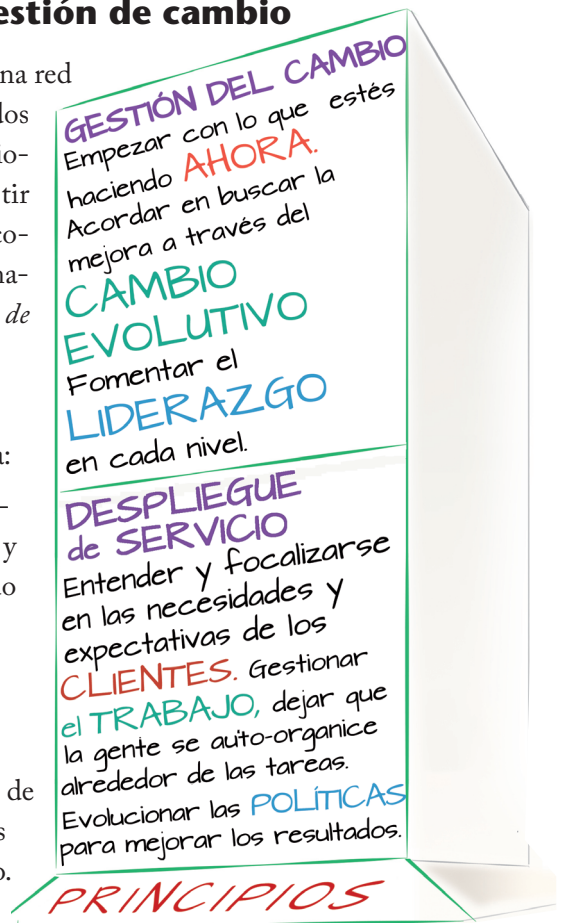 estión de cambio
na red
dos
io-
tir
co-
na-
de
a:
–
y
o
de
s
o.
GESTIÓN DEL CAMBIO
Empezar con lo que estés
haciendo AHORA.
Acordar en buscar la
mejora a través del
CAMBIO
EVOLUTIVO
Fomentar el
LIDERAZGO
en cada nivel.
DESPLIEGUE
de SERVICIO
Entender y focalizarse
en las necesidades y
expectativas de los
CLIENTES. Gestionar
el TRABAJO, dejar que
la gente se auto-organice
alrededor de las tareas.
Evolucionar las POLÍTICAS
para mejorar los resultados.
PRINCIPIOS